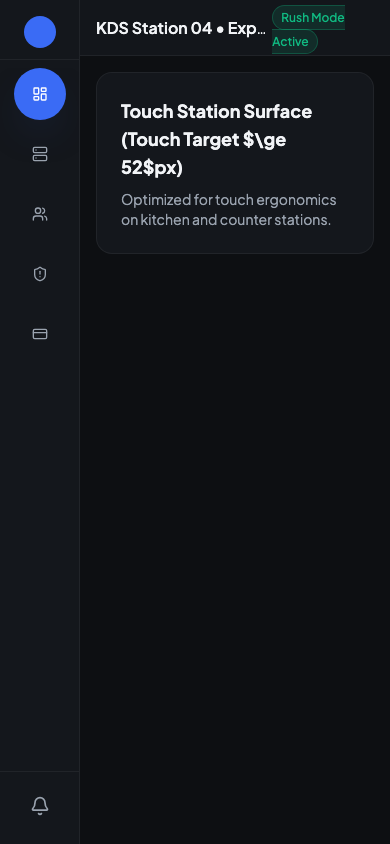 KDS Station 04 • Exp…
Rush Mode
Active
Touch Station Surface
(Touch Target $\ge
52$px)
Optimized for touch ergonomics
on kitchen and counter stations.